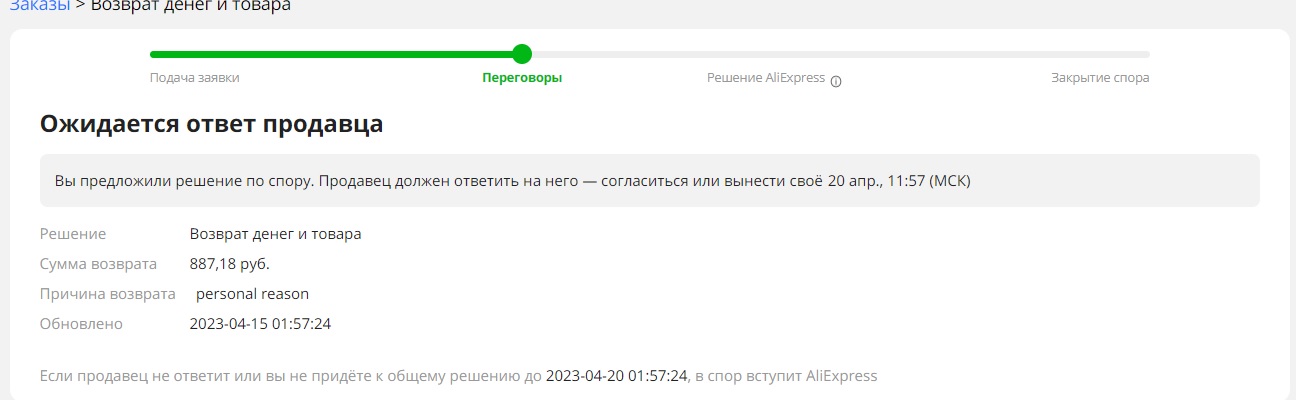 Заказы > Возврат денег и товара
Подача заявки Переговоры Решение AliExpress Закрытие спора
Ожидается ответ продавца
Вы предложили решение по спору. Продавец должен ответить на него — согласиться или вынести своё 20 апр., 11:57 (МСК)
Решение Возврат денег и товара
Сумма возврата 887,18 руб.
Причина возврата personal reason
Обновлено 2023-04-15 01:57:24
Если продавец не ответит или вы не придёте к общему решению до 2023-04-20 01:57:24, в спор вступит AliExpress